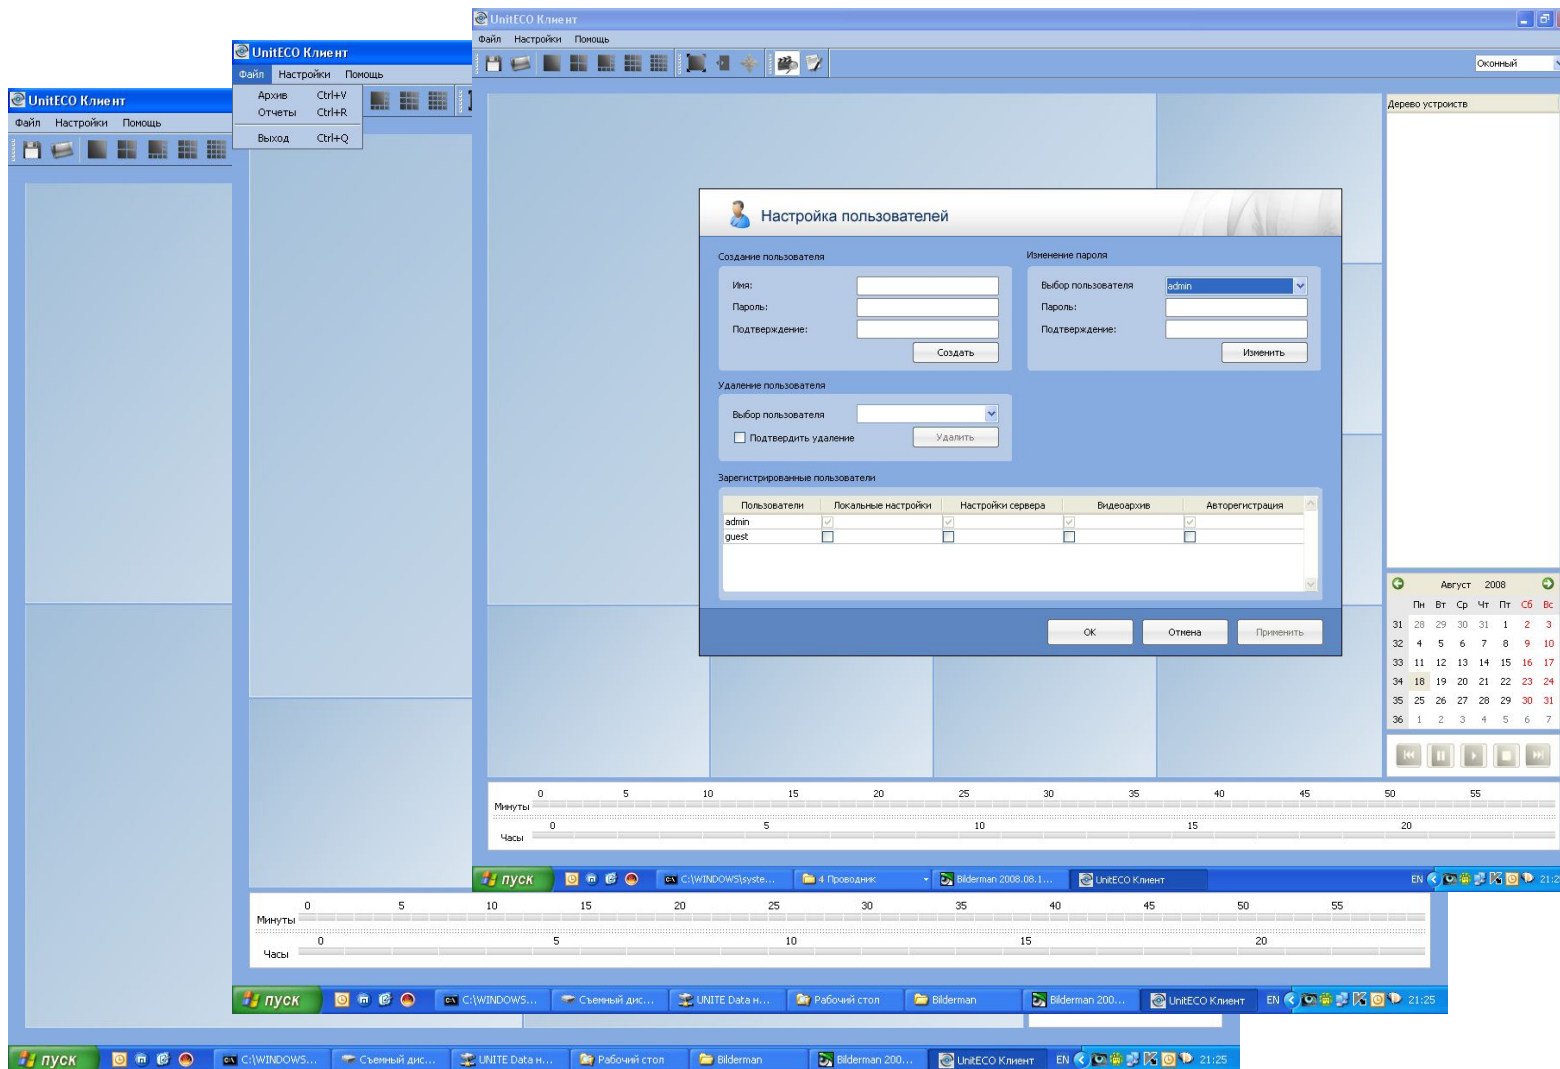 UnitECO Клиент
Файл Настройки Помощь
Оконный
Дерево устройств
Настройка пользователей
Создание пользователя
Имя:
Пароль:
Подтверждение:
Создать
Изменение пароля
Выбор пользователя admin
Пароль:
Подтверждение:
Изменить
Удаление пользователя
Выбор пользователя
Подтвердить удаление
Удалить
Зарегистрированные пользователи
Пользователи Локальные настройки Настройки сервера Видеоархив Авторегистрация
admin
guest
OK Отмена Применить
Август 2008
Пн Вт Ср Чт Пт Сб Вс
31 28 29 30 31 1 2 3
32 4 5 6 7 8 9 10
33 11 12 13 14 15 16 17
34 18 19 20 21 22 23 24
35 25 26 27 28 29 30 31
36 1 2 3 4 5 6 7
0 5 10 15 20 25 30 35 40 45 50 55
Минуты
0 5 10 15 20
Часы
пуск C:\WINDOWS\syste... 4 Проводник Bilderman 2008.08.1... UnitECO Клиент EN
UnitECO Клиент
Файл Настройки Помощь
Архив Ctrl+V
Отчеты Ctrl+R
Выход Ctrl+Q
0 5 10 15 20 25 30 35 40 45 50 55
Минуты
0 5 10 15 20
Часы
пуск C:\WINDOWS... Съемный дис... UNITE Data н... Рабочий стол Bilderman Bilderman 200... UnitECO Клиент EN 21:25
UnitECO Клиент
Файл Настройки Помощь
пуск C:\WINDOWS... Съемный дис... UNITE Data н... Рабочий стол Bilderman Bilderman 200... UnitECO Клиент EN 21:25